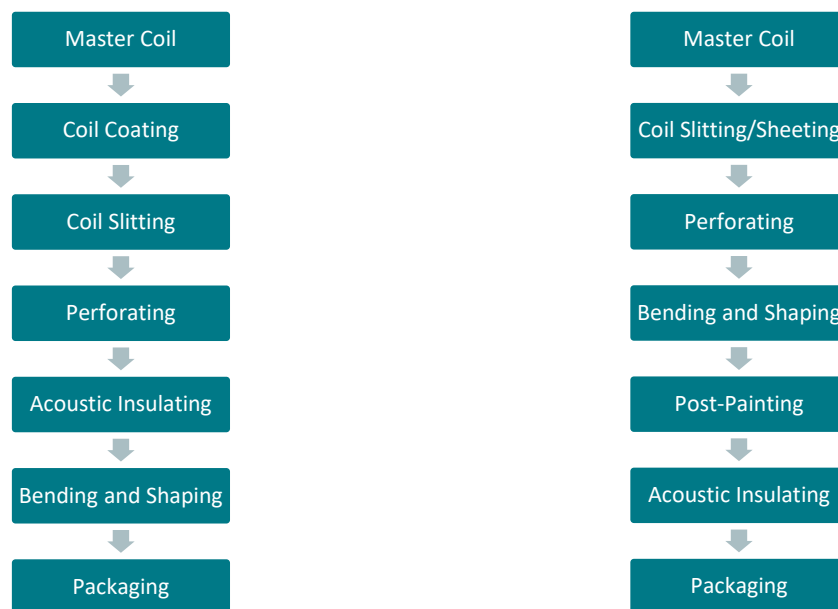 Master Coil
Coil Coating
Coil Slitting
Perforating
Acoustic Insulating
Bending and Shaping
Packaging
Master Coil
Coil Slitting/Sheeting
Perforating
Bending and Shaping
Post-Painting
Acoustic Insulating
Packaging